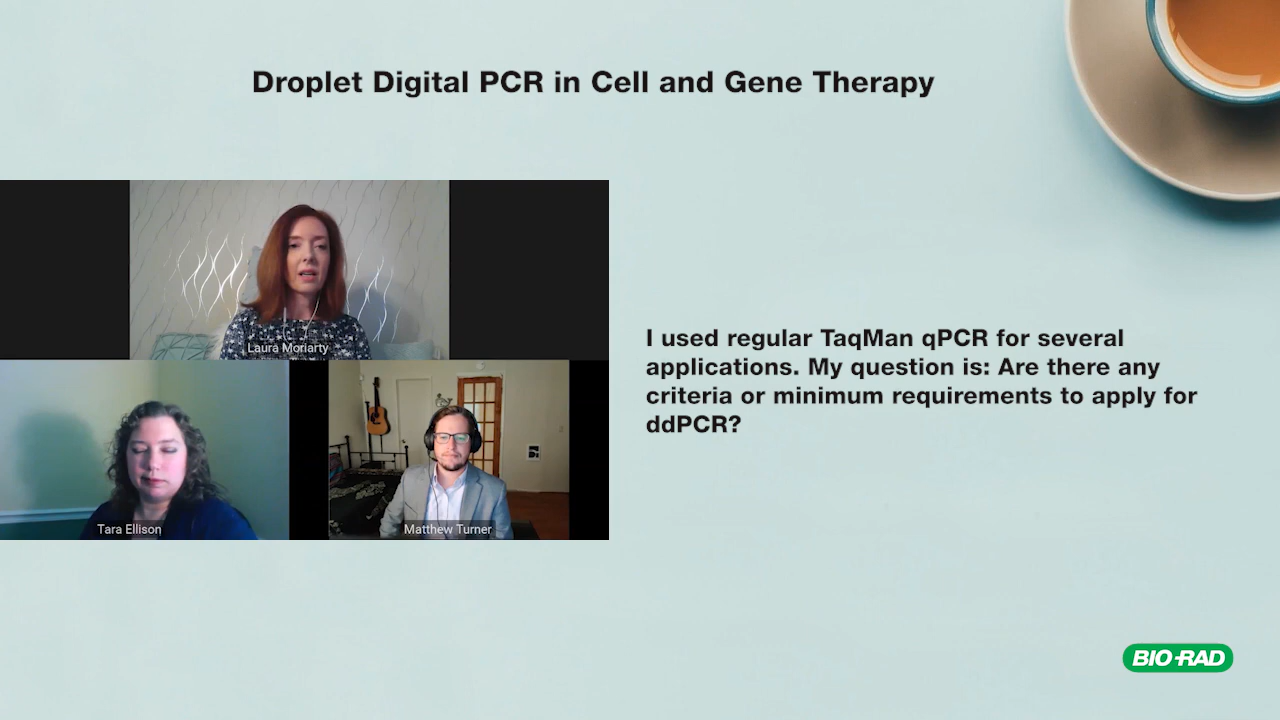 Droplet Digital PCR in Cell and Gene Therapy
Laura Moriarty
I used regular TaqMan qPCR for several
applications. My question is: Are there any
criteria or minimum requirements to apply for
ddPCR?
Tara Ellison
Matthew Turner
BIO-RAD